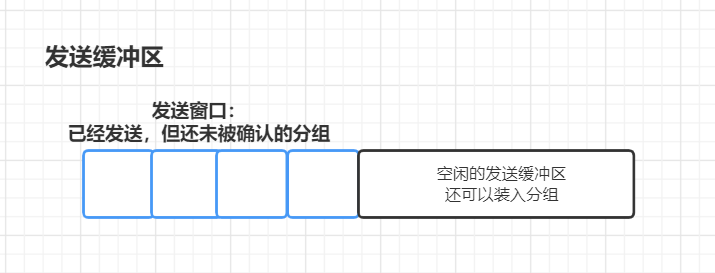 发送缓冲区
发送窗口：
已经发送，但还未被确认的分组
空闲的发送缓冲区
还可以装入分组